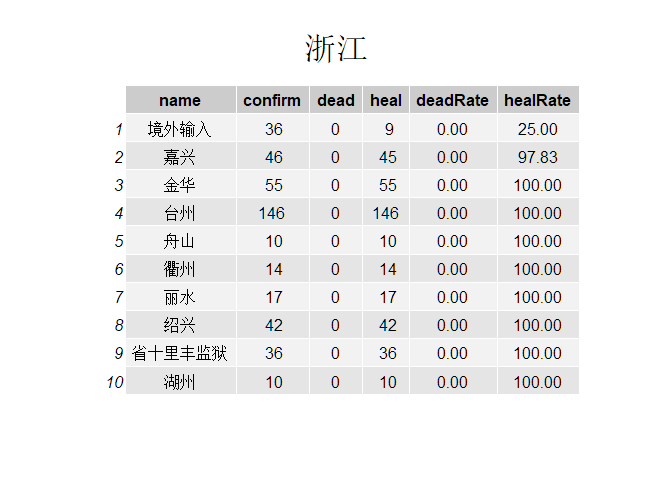 浙江
name confirm dead heal deadRate healRate
1 境外输入 36 0 9 0.00 25.00
2 嘉兴 46 0 45 0.00 97.83
3 金华 55 0 55 0.00 100.00
4 台州 146 0 146 0.00 100.00
5 舟山 10 0 10 0.00 100.00
6 衢州 14 0 14 0.00 100.00
7 丽水 17 0 17 0.00 100.00
8 绍兴 42 0 42 0.00 100.00
9 省十里丰监狱 36 0 36 0.00 100.00
10 湖州 10 0 10 0.00 100.00